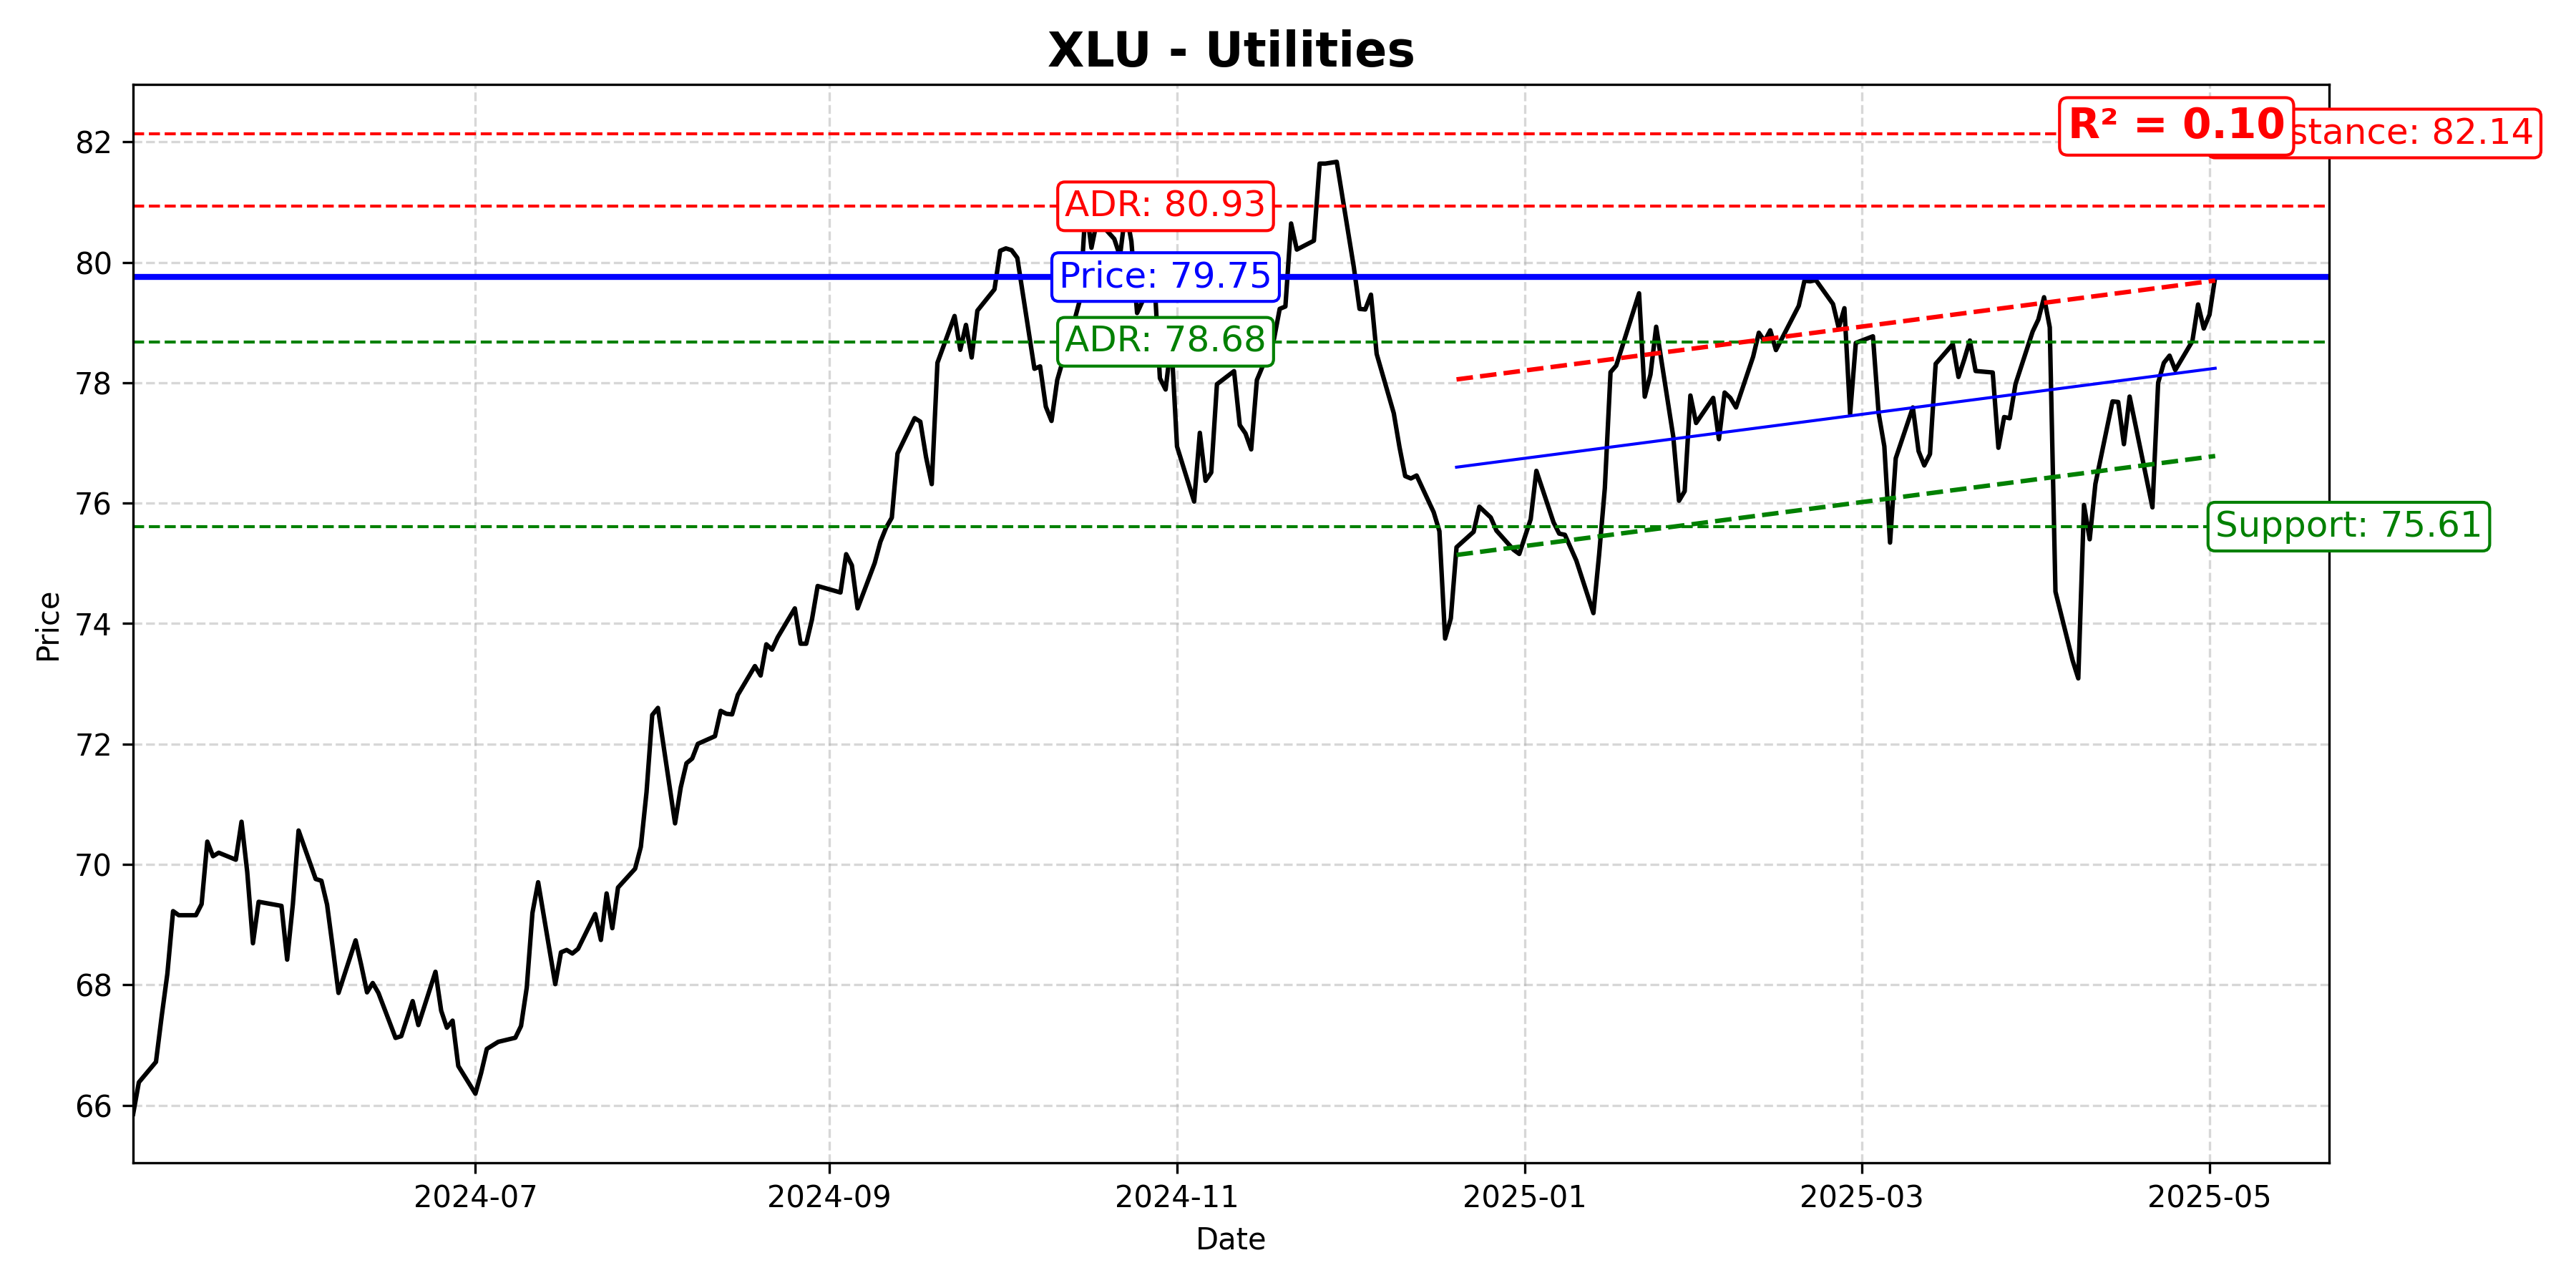 XLU - Utilities
R² = 0.10
stance: 82.14
ADR: 80.93
Price: 79.75
ADR: 78.68
Support: 75.61
Price
82
80
78
76
74
72
70
68
66
2024-07
2024-09
2024-11
2025-01
2025-03
2025-05
Date